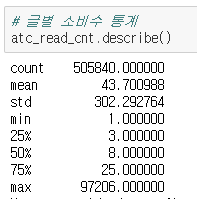 # 글별 소비수 통계
atc_read_cnt.describe()
count 505840.000000
mean 43.700988
std 302.292764
min 1.000000
25% 3.000000
50% 8.000000
75% 25.000000
max 97206.000000